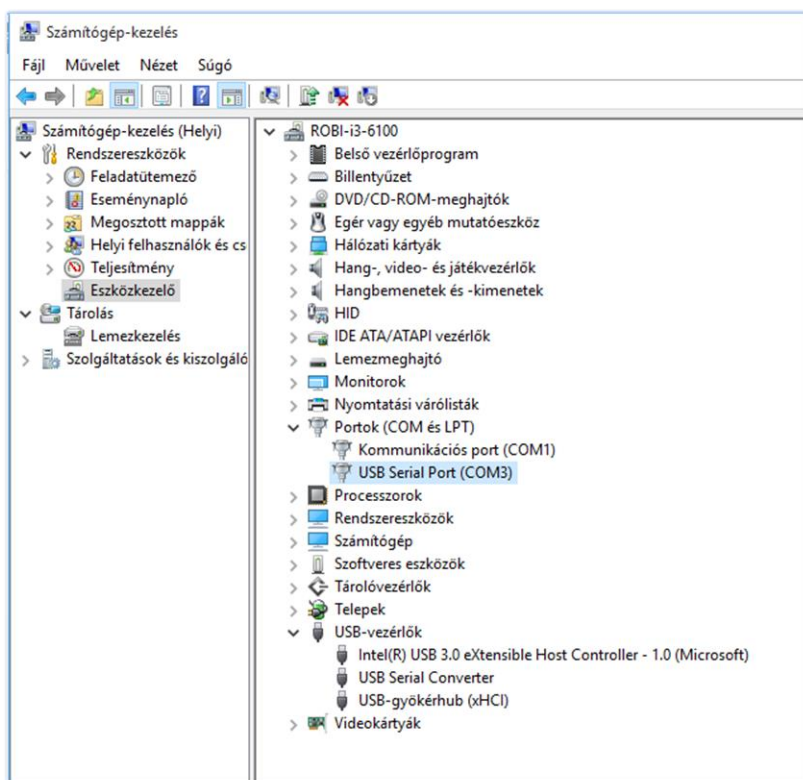 Számítógép-kezelés
Fájl Művelet Nézet Súgó
Számítógép-kezelés (Helyi)
Rendszereszközök
Feladatütemező
Eseménynapló
Megosztott mappák
Helyi felhasználók és cs
Teljesítmény
Eszközkezelő
Tárolás
Lemezkezelés
Szolgáltatások és kiszolgáló
ROBI-i3-6100
Belső vezérlőprogram
Billentyűzet
DVD/CD-ROM-meghajtók
Egér vagy egyéb mutatóeszköz
Hálózati kártyák
Hang-, video- és játékvezérlők
Hangbemenetek és -kimenetek
HID
IDE ATA/ATAPI vezérlők
Lemezmeghajtó
Monitorok
Nyomtatási várólisták
Portok (COM és LPT)
Kommunikációs port (COM1)
USB Serial Port (COM3)
Processzorok
Rendszereszközök
Számítógép
Szoftveres eszközök
Tárolóvezérlők
Telepek
USB-vezérlők
Intel(R) USB 3.0 eXtensible Host Controller - 1.0 (Microsoft)
USB Serial Converter
USB-gyökérhub (xHCI)
Videokártyák